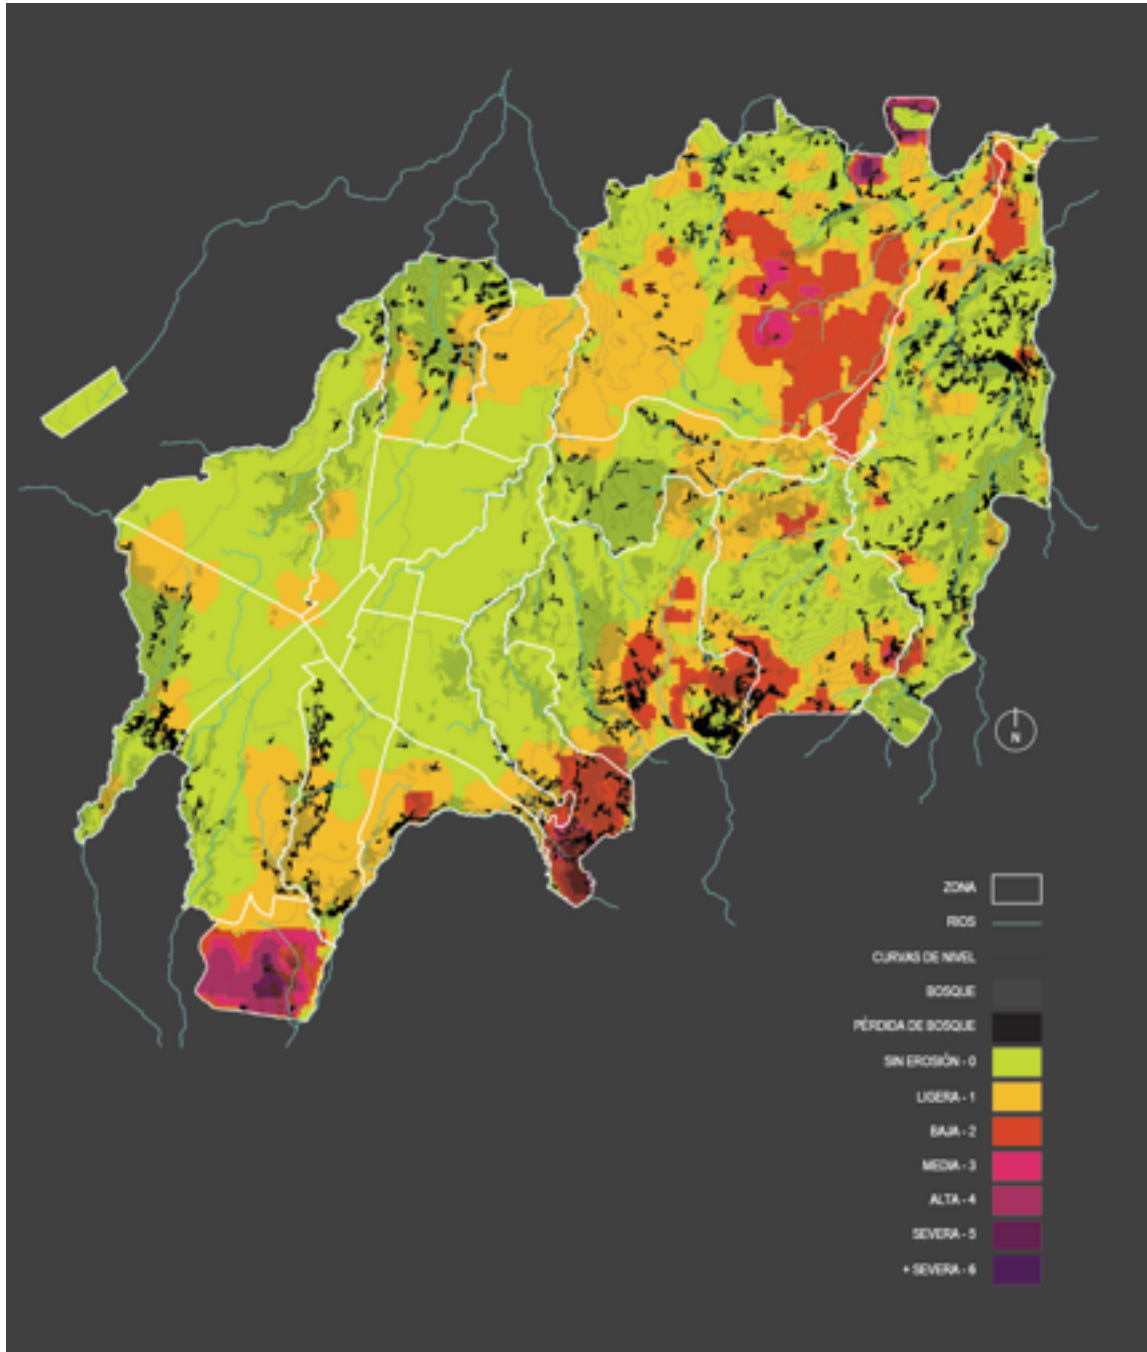 N
ZONA
RIOS
CURVAS DE NIVEL
BOSQUE
PÉRDIDA DE BOSQUE
SIN EROSIÓN - 0
LIGERA - 1
BAJA - 2
MEDIA - 3
ALTA - 4
SEVERA - 5
+ SEVERA - 6